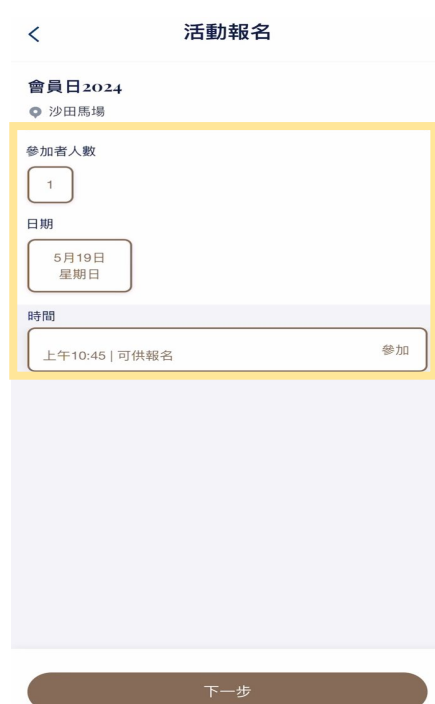 活動報名
會員日2024
沙田馬場
參加者人數
1
日期
5月19日
星期日
時間
上午10:45 | 可供報名
參加
下一步